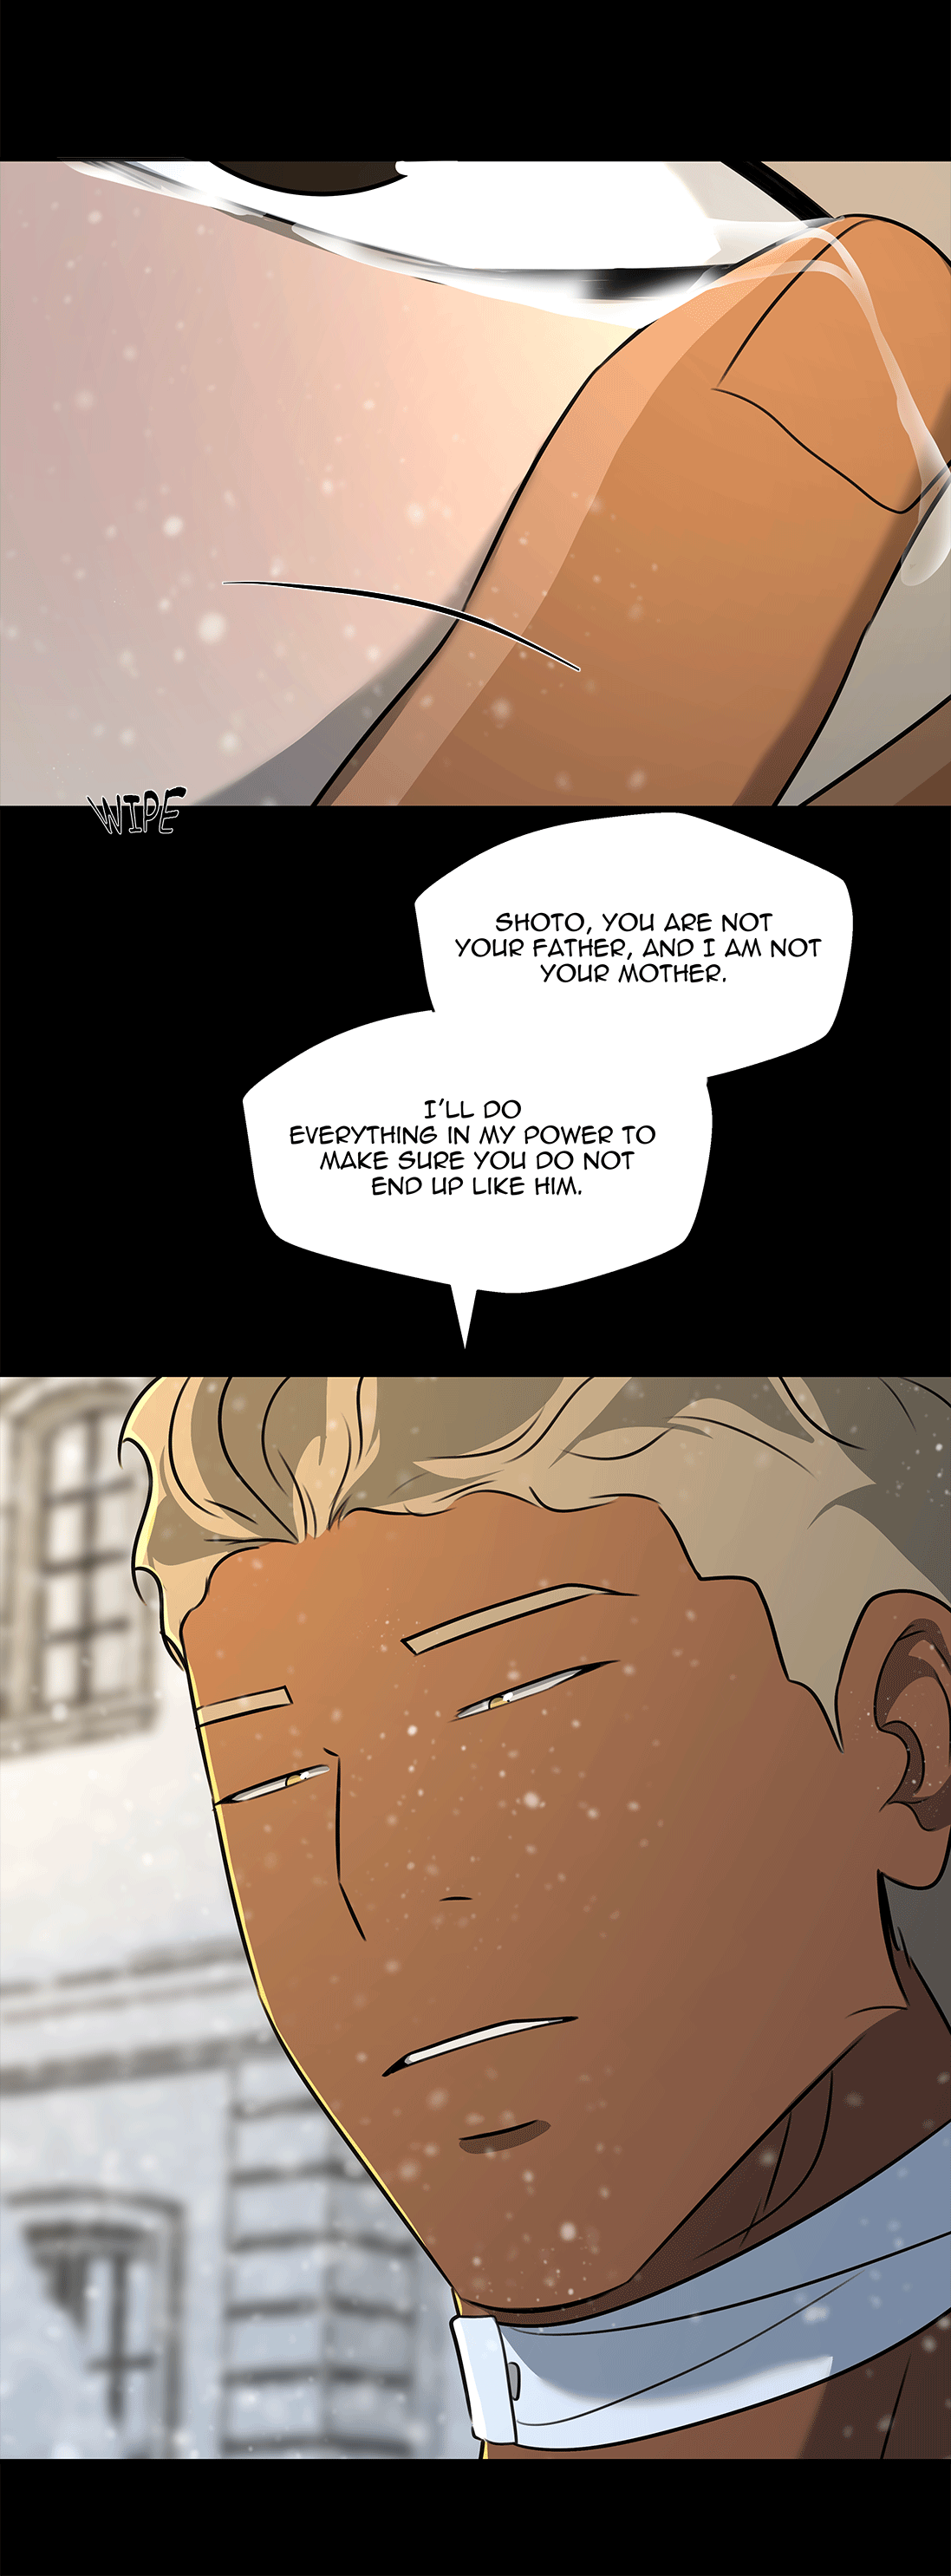 WIPE
SHOTO, YOU ARE NOT
YOUR FATHER, AND I AM NOT
YOUR MOTHER.
I'LL DO
EVERYTHING IN MY POWER TO
MAKE SURE YOU DO NOT
END UP LIKE HIM.